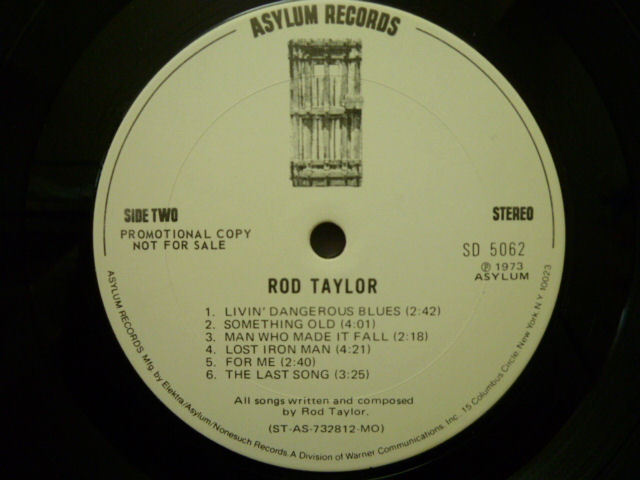 ASYLUM RECORDS
SIDE TWO
STEREO
PROMOTIONAL COPY
NOT FOR SALE
SD 5062
℗ 1973
ASYLUM
ROD TAYLOR
1. LIVIN' DANGEROUS BLUES (2:42)
2. SOMETHING OLD (4:01)
3. MAN WHO MADE IT FALL (2:18)
4. LOST IRON MAN (4:21)
5. FOR ME (2:40)
6. THE LAST SONG (3:25)
All songs written and composed
by Rod Taylor.
(ST-AS-732812-MO)
ASYLUM RECORDS Mfg. by Elektra/Asylum/Nonesuch Records. A Division of Warner Communications, Inc. 15 Columbus Circle, New York, N.Y. 10023